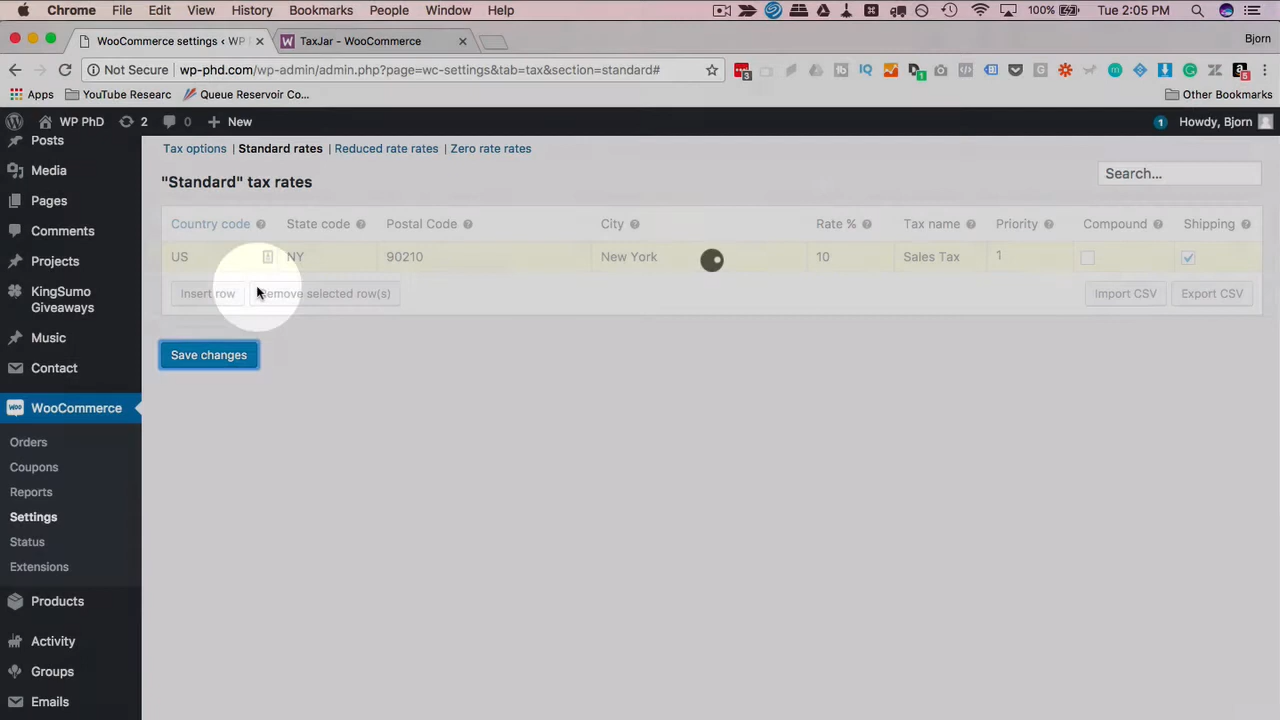 Chrome File Edit View History Bookmarks People Window Help 100% Tue 2:05 PM
WooCommerce settings ‹ WP TaxJar - WooCommerce Bjorn
Not Secure wp-phd.com/wp-admin/admin.php?page=wc-settings&tab=tax&section=standard#
Apps YouTube Researc Queue Reservoir Co... Other Bookmarks
WP PhD 2 0 New 1 Howdy, Bjorn
Posts
Media
Pages
Comments
Projects
KingSumo
Giveaways
Music
Contact
WooCommerce
Orders
Coupons
Reports
Settings
Status
Extensions
Products
Activity
Groups
Emails
Tax options | Standard rates | Reduced rate rates | Zero rate rates
"Standard" tax rates Search...
Country code State code Postal Code City Rate % Tax name Priority Compound Shipping
US NY 90210 New York 10 Sales Tax 1
Insert row Remove selected row(s) Import CSV Export CSV
Save changes